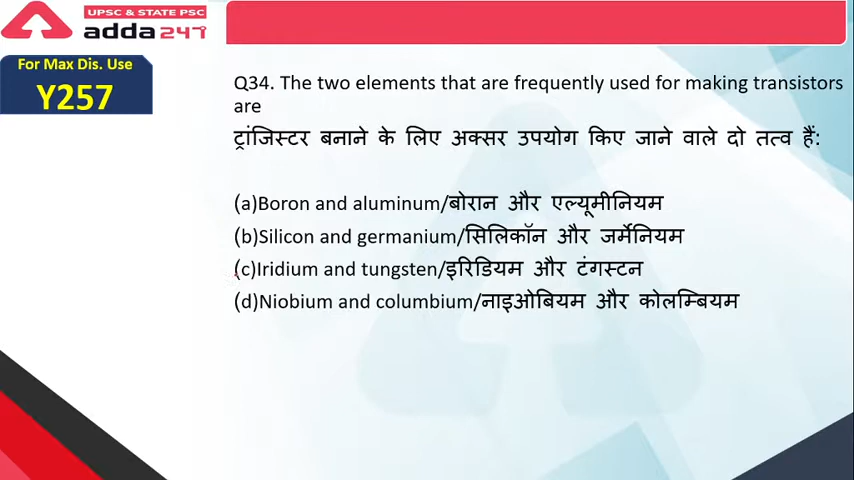 UPSC & STATE PSC
adda247
For Max Dis. Use
Y257
Q34. The two elements that are frequently used for making transistors
are
ट्रांजिस्टर बनाने के लिए अक्सर उपयोग किए जाने वाले दो तत्व हैं:
(a)Boron and aluminum/बोरान और एल्यूमीनियम
(b)Silicon and germanium/सिलिकॉन और जर्मेनियम
(c)Iridium and tungsten/इरिडियम और टंगस्टन
(d)Niobium and columbium/नाइओबियम और कोलम्बियम